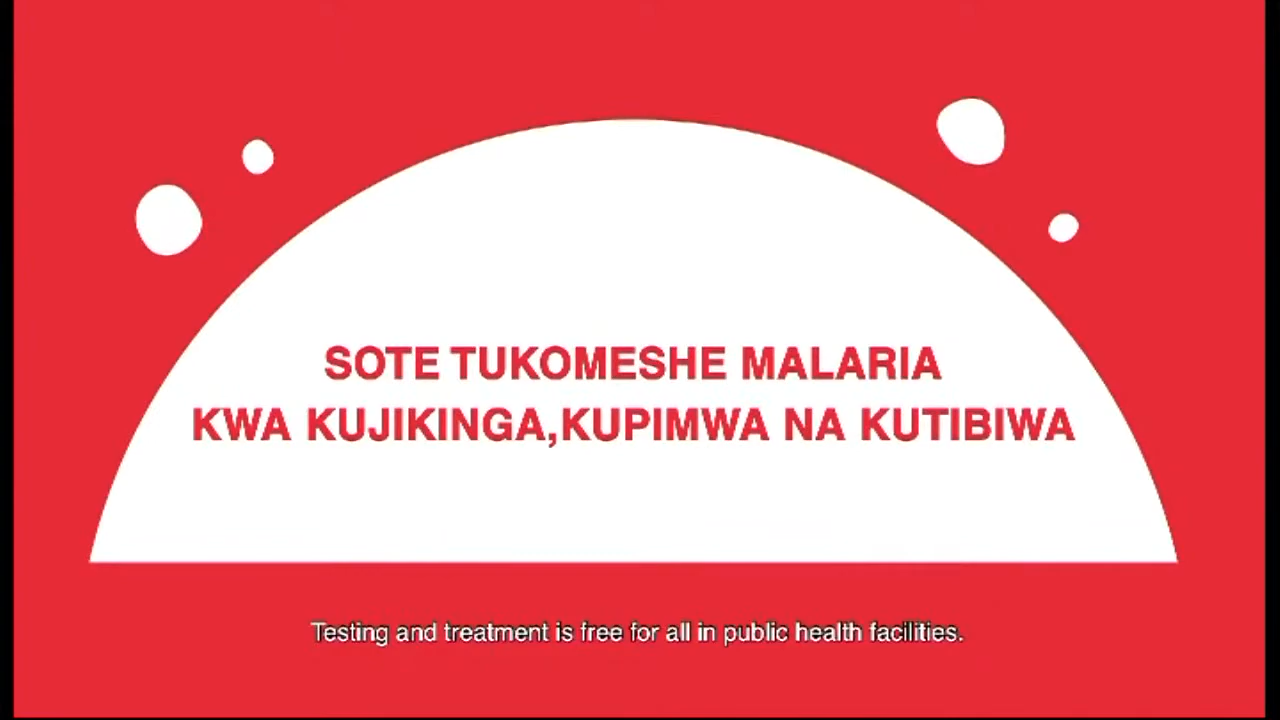 SOTE TUKOMESHE MALARIA
KWA KUJIKINGA,KUPIMWA NA KUTIBIWA
Testing and treatment is free for all in public health facilities.